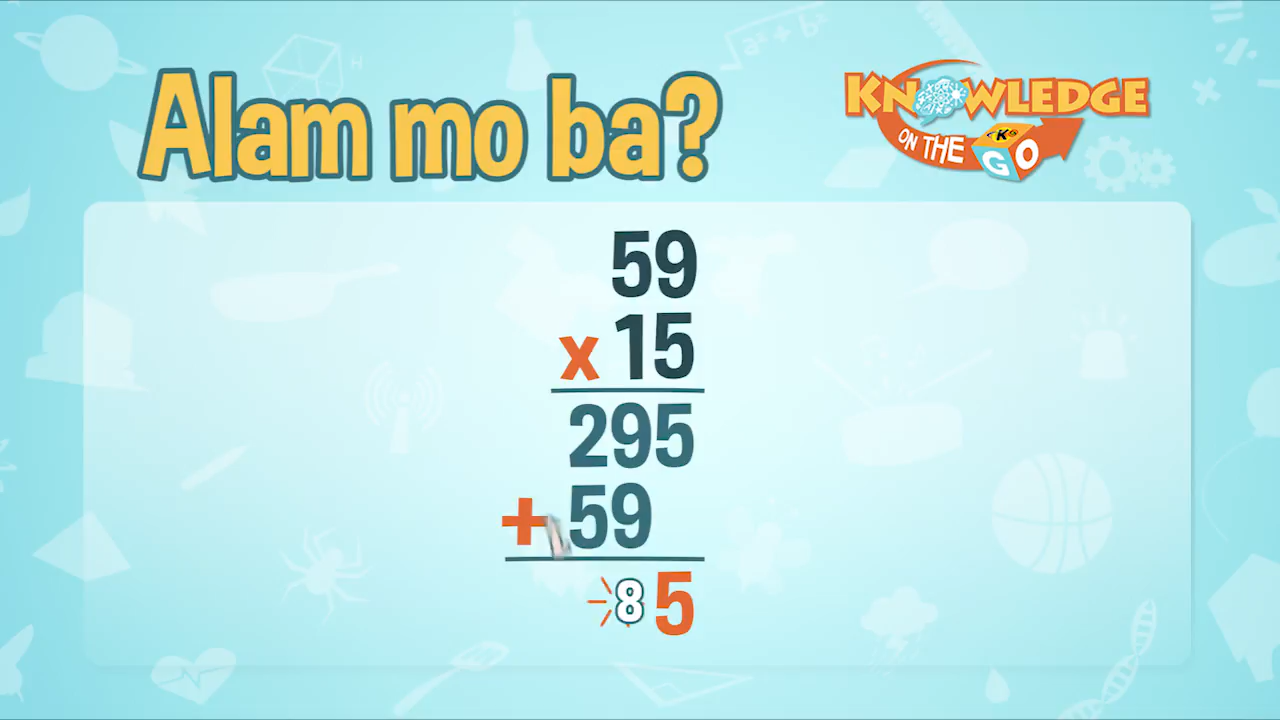 Alam mo ba?
KNOWLEDGE
ON THE GO
K
59
x 15
295
+ 59
8 5